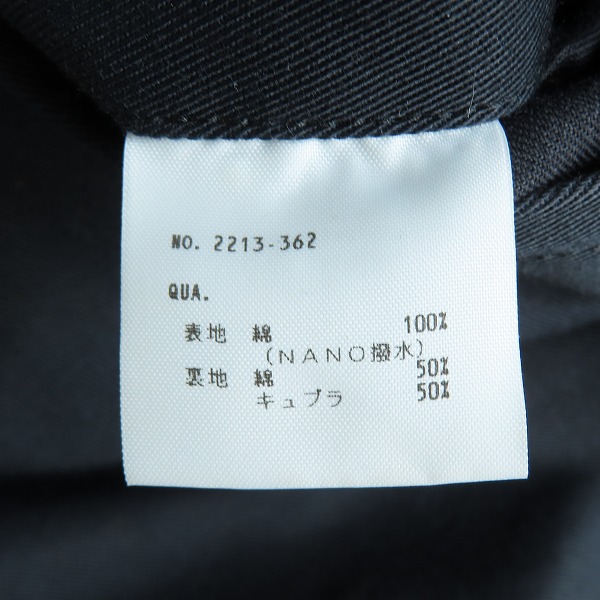 NO. 2213-362
QUA.
表地 綿 100%
(NANO撥水)
裏地 綿 50%
キュプラ 50%